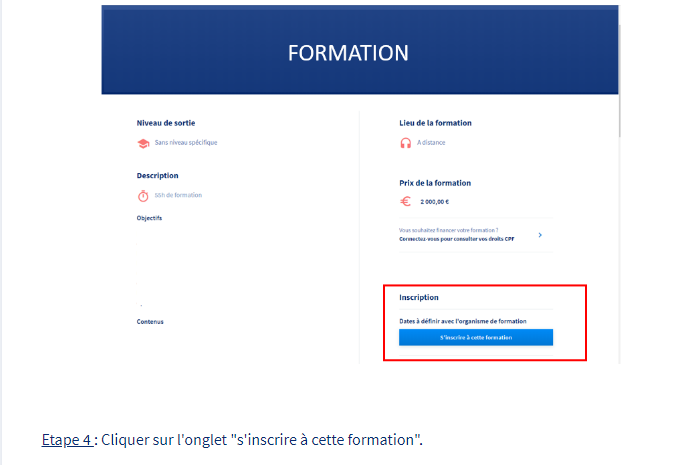 FORMATION
Niveau de sortie
Sans niveau spécifique
Description
55h de formation
Objectifs
Contenus
Lieu de la formation
A distance
Prix de la formation
2 000,00 €
Vous souhaitez financer votre formation ?
Connectez-vous pour consulter vos droits CPF
Inscription
Dates à définir avec l'organisme de formation
S'inscrire à cette formation
Etape 4 : Cliquer sur l'onglet "s'inscrire à cette formation".